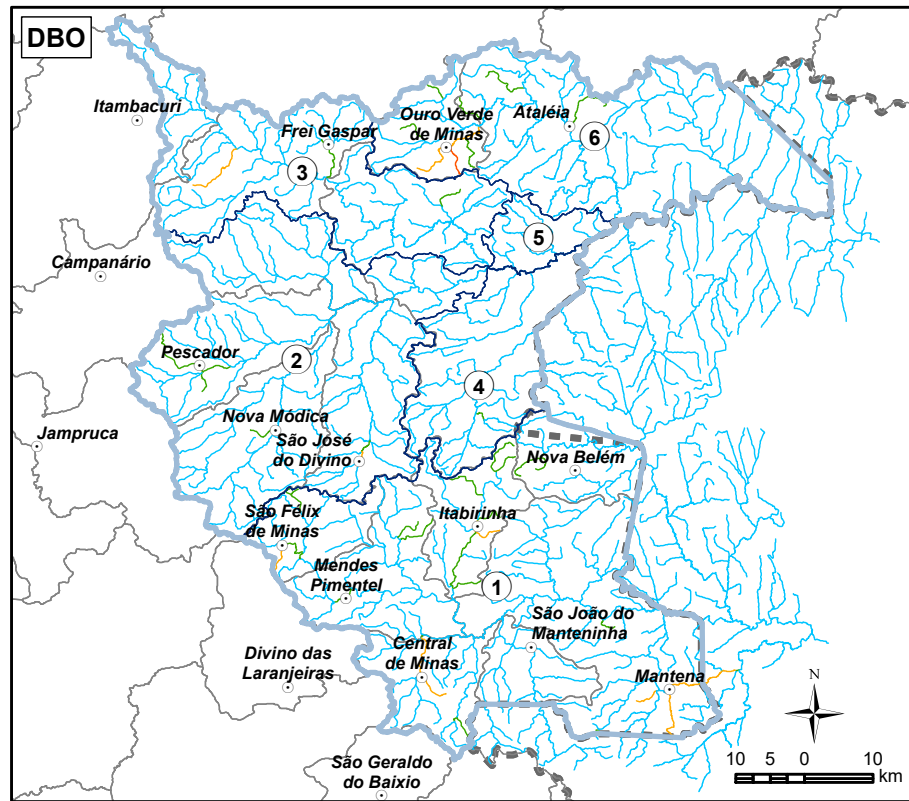 DBO
Itambacuri
Frei Gaspar
Ouro Verde
de Minas
Ataléia
6
3
5
Campanário
Pescador
2
4
Nova Módica
Jampruca
São José
do Divino
Nova Belém
São Félix
de Minas
Itabirinha
Mendes
Pimentel
1
São João do
Manteninha
Central
de Minas
Divino das
Laranjeiras
Mantena
N
São Geraldo
do Baixio
10 5 0 10
km